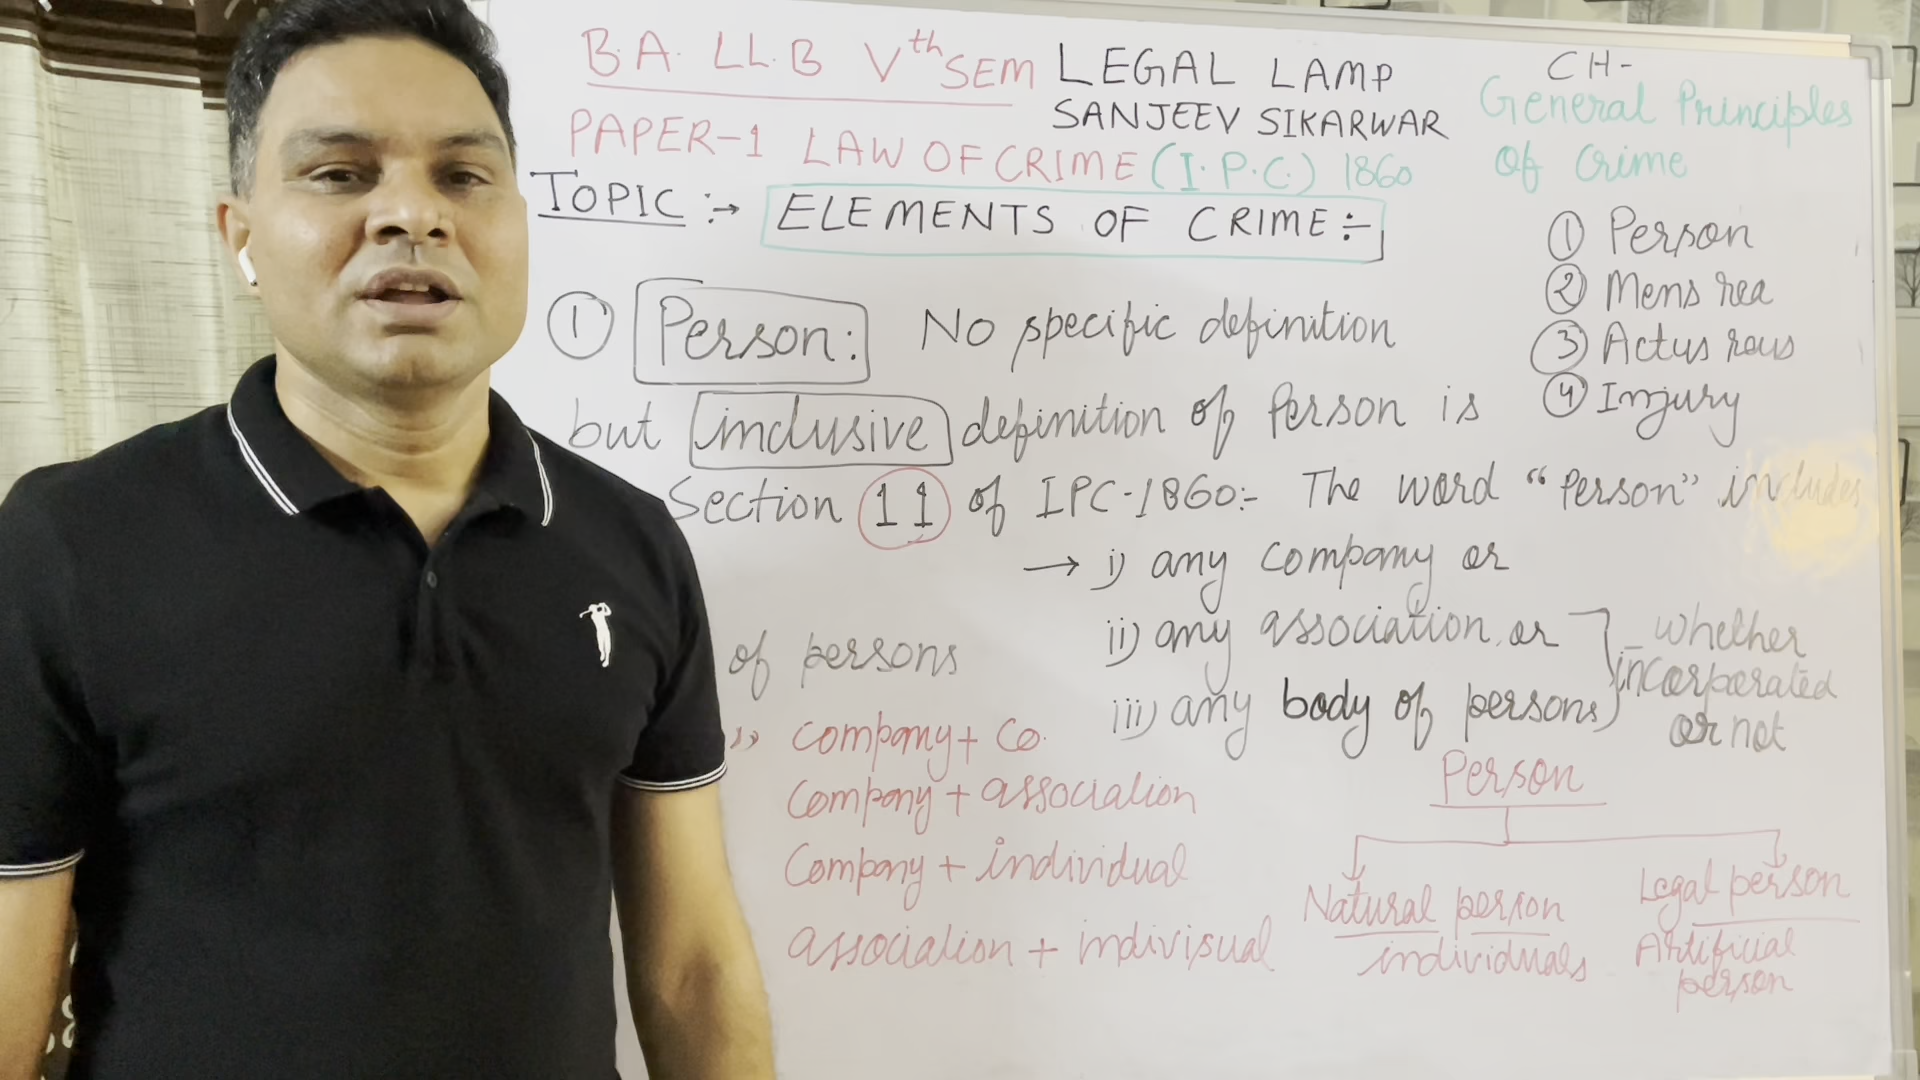 B.A. LL.B Vth SEM
PAPER-1 LAW OF CRIME (I.P.C.) 1860
LEGAL LAMP
SANJEEV SIKARWAR
CH-
General Principles
of Crime
① Person
② Mens rea
③ Actus reus
④ Injury
TOPIC :→ ELEMENTS OF CRIME :-
① Person: No specific definition
but inclusive definition of Person is
Section 11 of IPC-1860:- The word "Person" includes
→ i) any company or
ii) any association, or
iii) any body of persons
whether
incorporated
or not
of persons
company + Co.
Company + association
Company + individual
association + indivisual
Person
Natural person
individuals
Legal person
Artificial
person